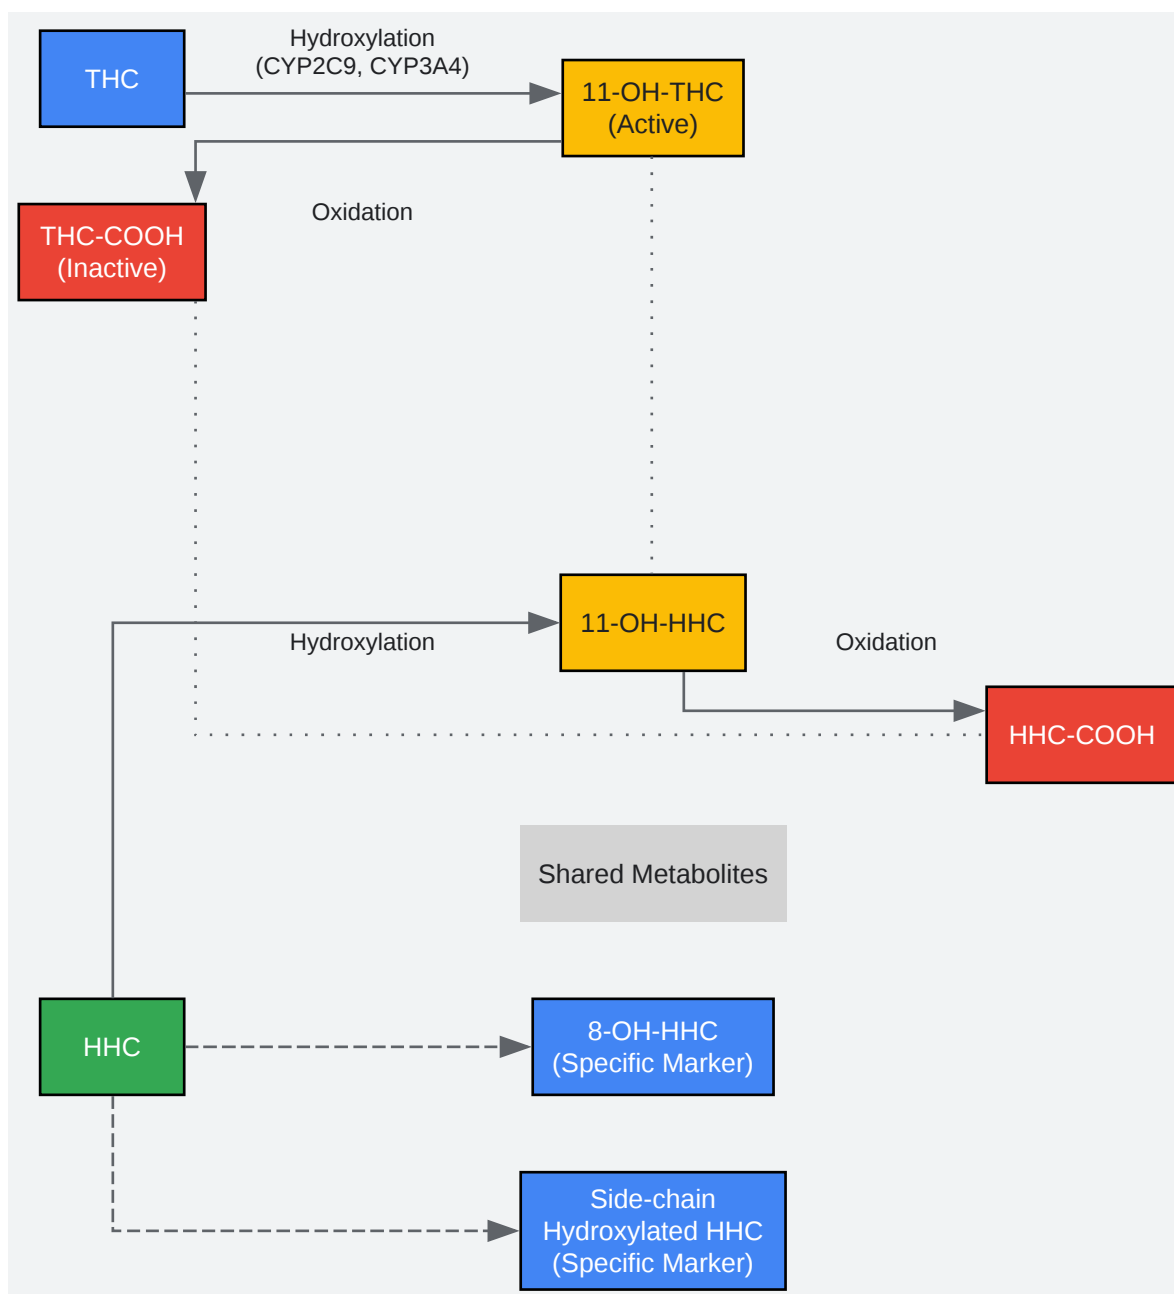 THC
Hydroxylation
(CYP2C9, CYP3A4)
11-OH-THC
(Active)
Oxidation
THC-COOH
(Inactive)
11-OH-HHC
Hydroxylation
Oxidation
HHC-COOH
Shared Metabolites
HHC
8-OH-HHC
(Specific Marker)
Side-chain
Hydroxylated HHC
(Specific Marker)